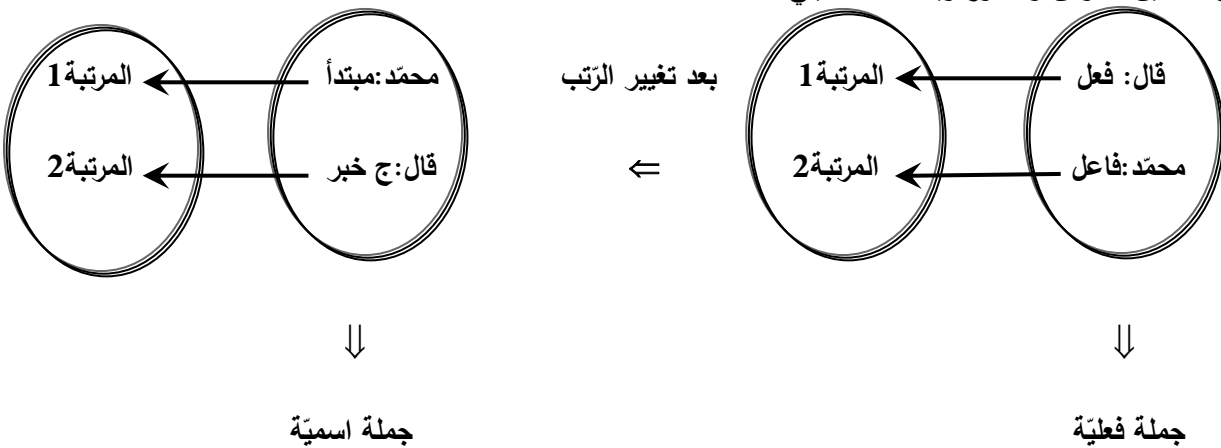 قال: فعل
المرتبة1
محمّد:فاعل
المرتبة2
بعد تغيير الرّتب
⇐
محمّد:مبتدأ
المرتبة1
قال:ج خبر
المرتبة2
⇓
⇓
جملة فعليّة
جملة اسميّة